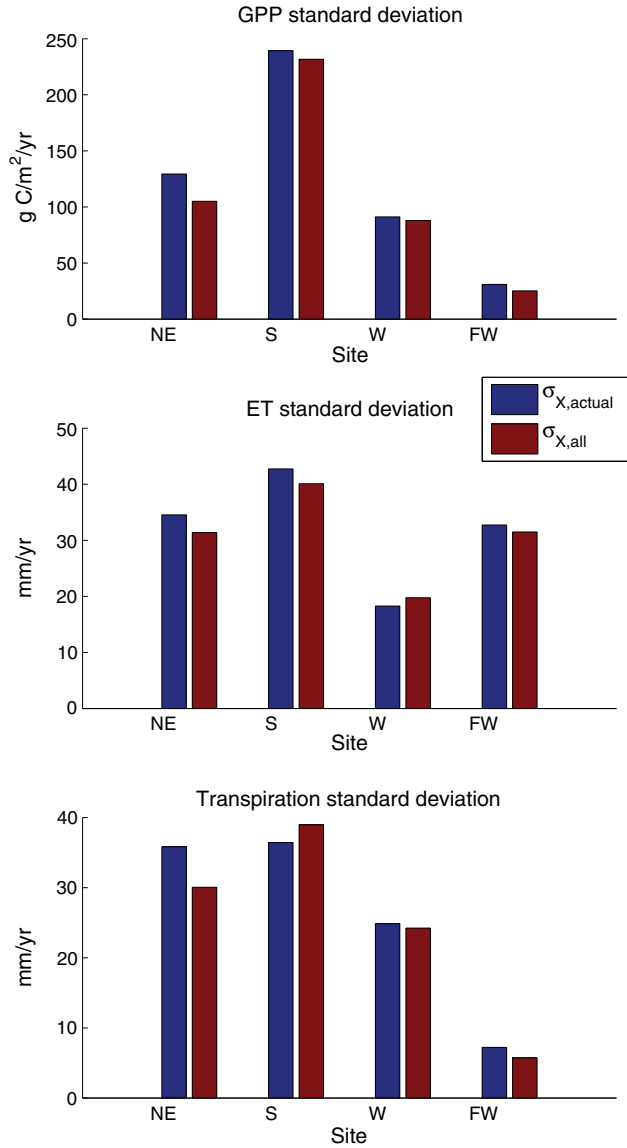 GPP standard deviation
250
200
150
100
50
0
g C/m²/yr
NE S W FW
Site
σX,actual
σX,all
ET standard deviation
50
40
30
20
10
0
mm/yr
NE S W FW
Site
Transpiration standard deviation
40
30
20
10
0
mm/yr
NE S W FW
Site